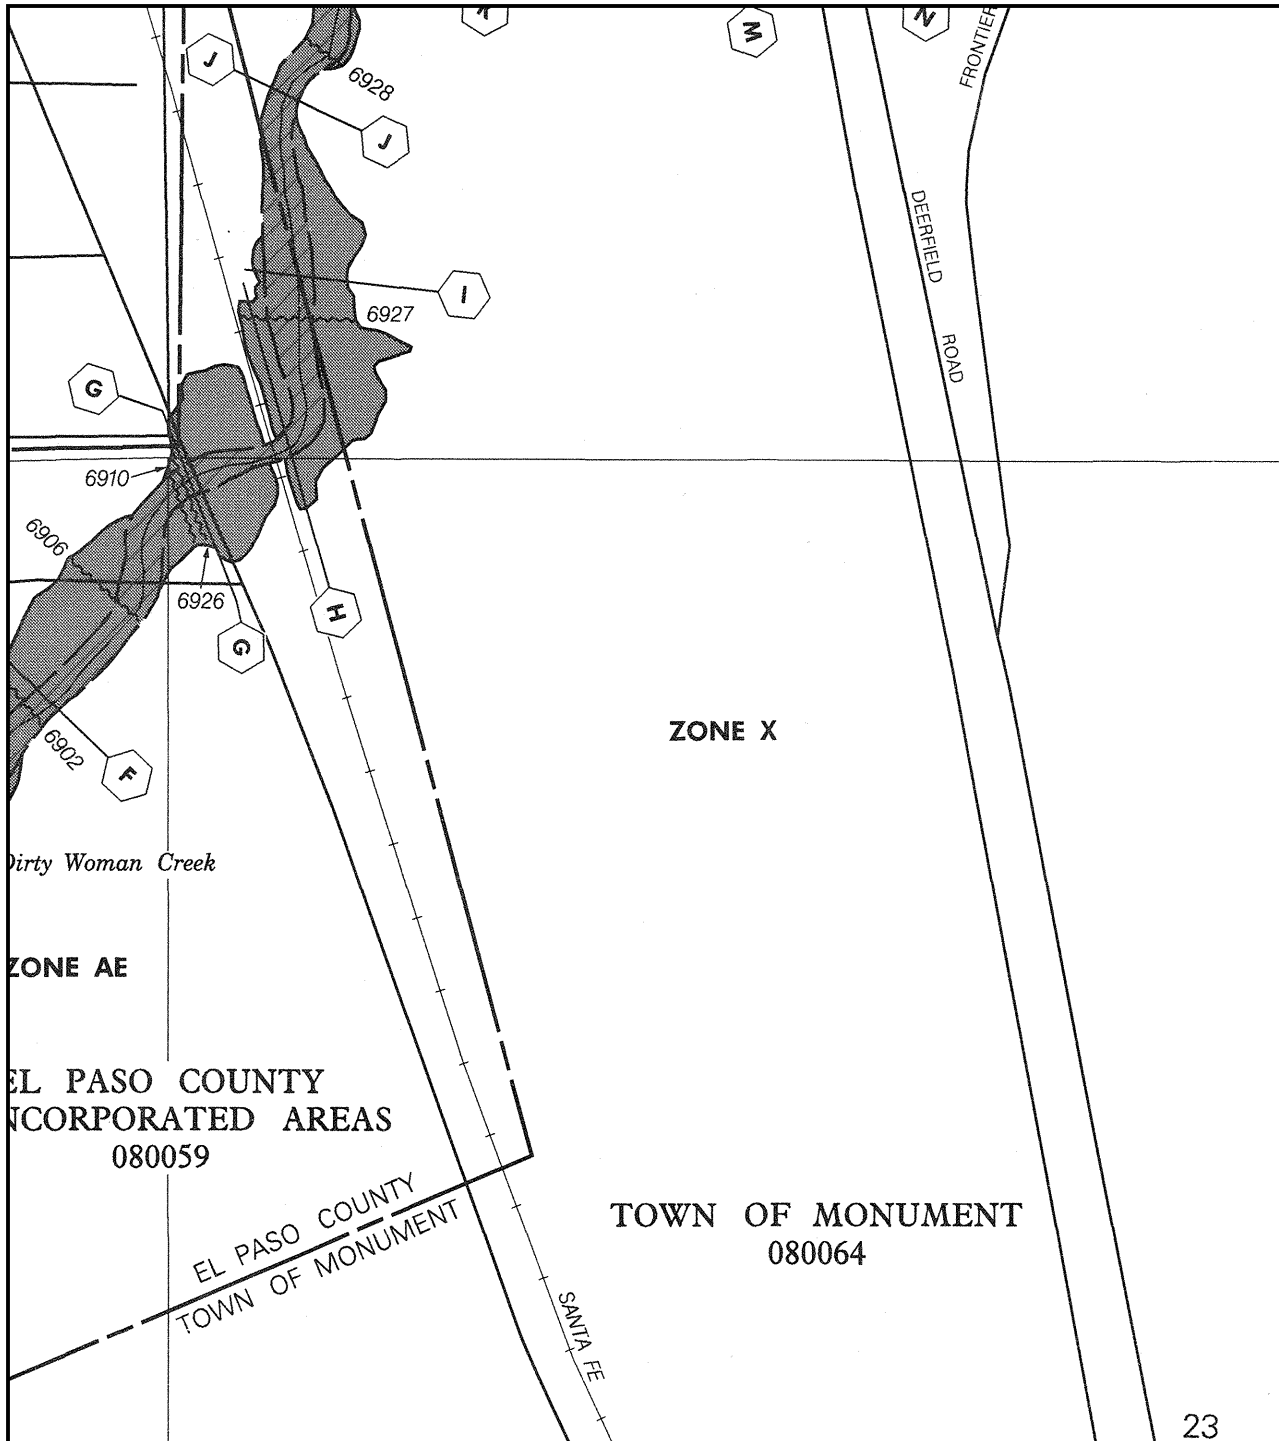 K
M
N
FRONTIER
J
6928
J
DEERFIELD
ROAD
I
6927
G
6910
6906
6926
H
G
6902
F
ZONE X
Dirty Woman Creek
ZONE AE
EL PASO COUNTY
NCORPORATED AREAS
080059
EL PASO COUNTY
TOWN OF MONUMENT
TOWN OF MONUMENT
080064
SANTA FE
23